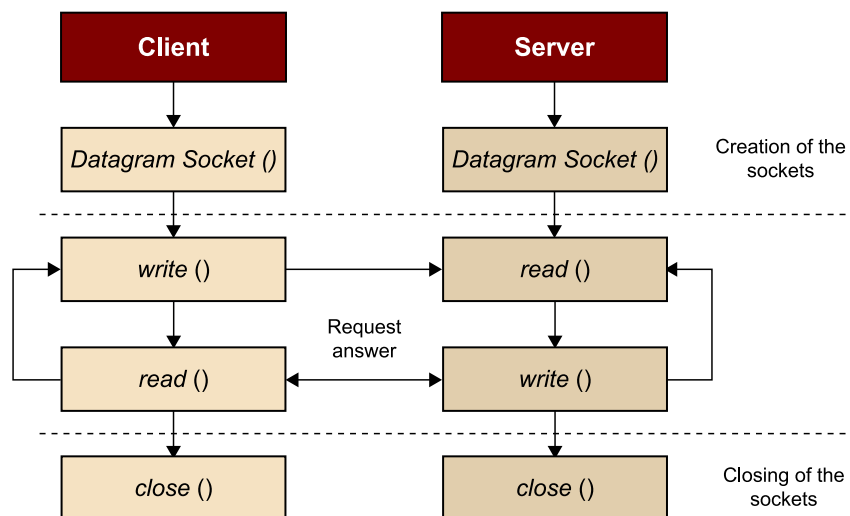 Client
Server
Datagram Socket ()
Datagram Socket ()
Creation of the
sockets
write ()
read ()
Request
answer
read ()
write ()
close ()
close ()
Closing of the
sockets